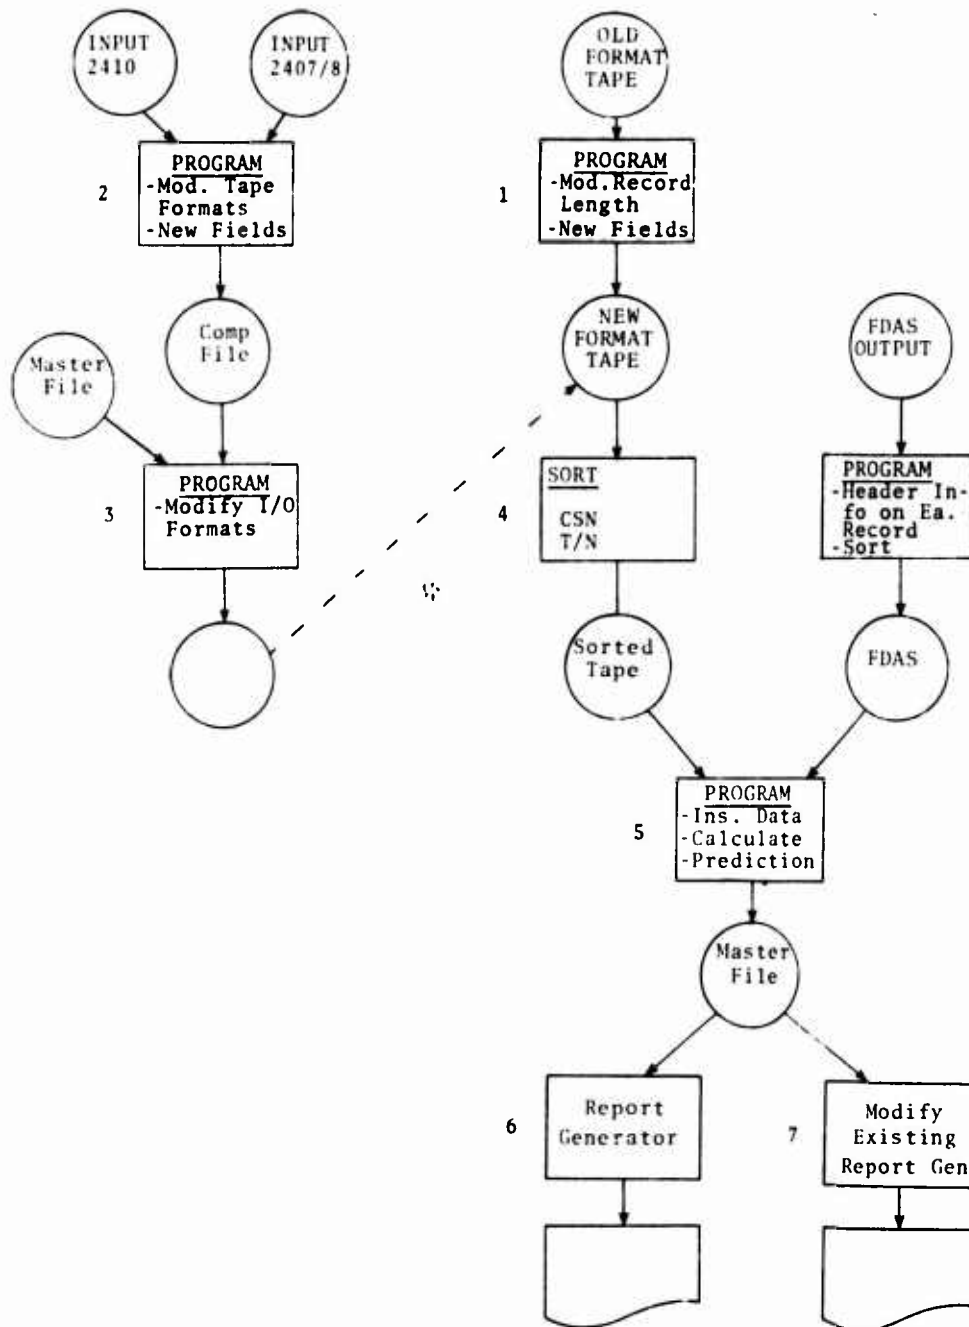 INPUT
2410
INPUT
2407/8
2
PROGRAM
-Mod. Tape
Formats
-New Fields
Comp
File
Master
File
3
PROGRAM
-Modify I/O
Formats
OLD
FORMAT
TAPE
1
PROGRAM
-Mod.Record
Length
-New Fields
NEW
FORMAT
TAPE
4
SORT
CSN
T/N
Sorted
Tape
FDAS
OUTPUT
PROGRAM
-Header In-
fo on Ea.
Record
-Sort
FDAS
5
PROGRAM
-Ins. Data
-Calculate
-Prediction
Master
File
6
Report
Generator
7
Modify
Existing
Report Gen